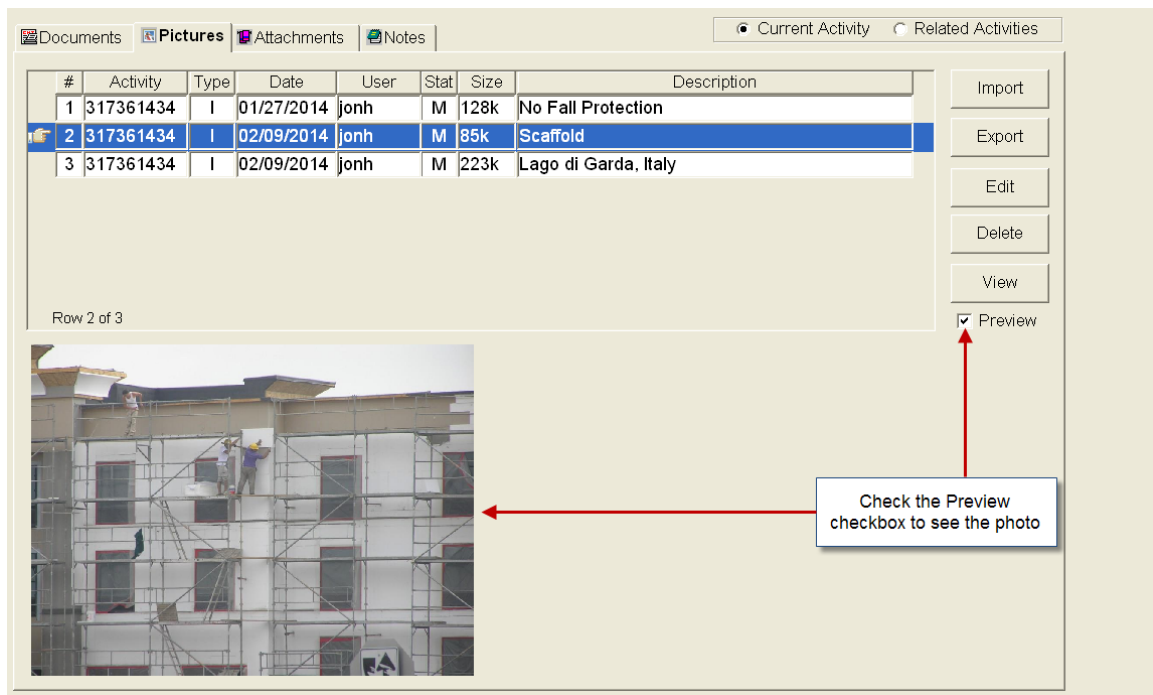 Documents Pictures Attachments Notes Current Activity Related Activities
# Activity Type Date User Stat Size Description
1 317361434 I 01/27/2014 jonh M 128k No Fall Protection
2 317361434 I 02/09/2014 jonh M 85k Scaffold
3 317361434 I 02/09/2014 jonh M 223k Lago di Garda, Italy
Import
Export
Edit
Delete
View
Row 2 of 3
Preview
Check the Preview
checkbox to see the photo